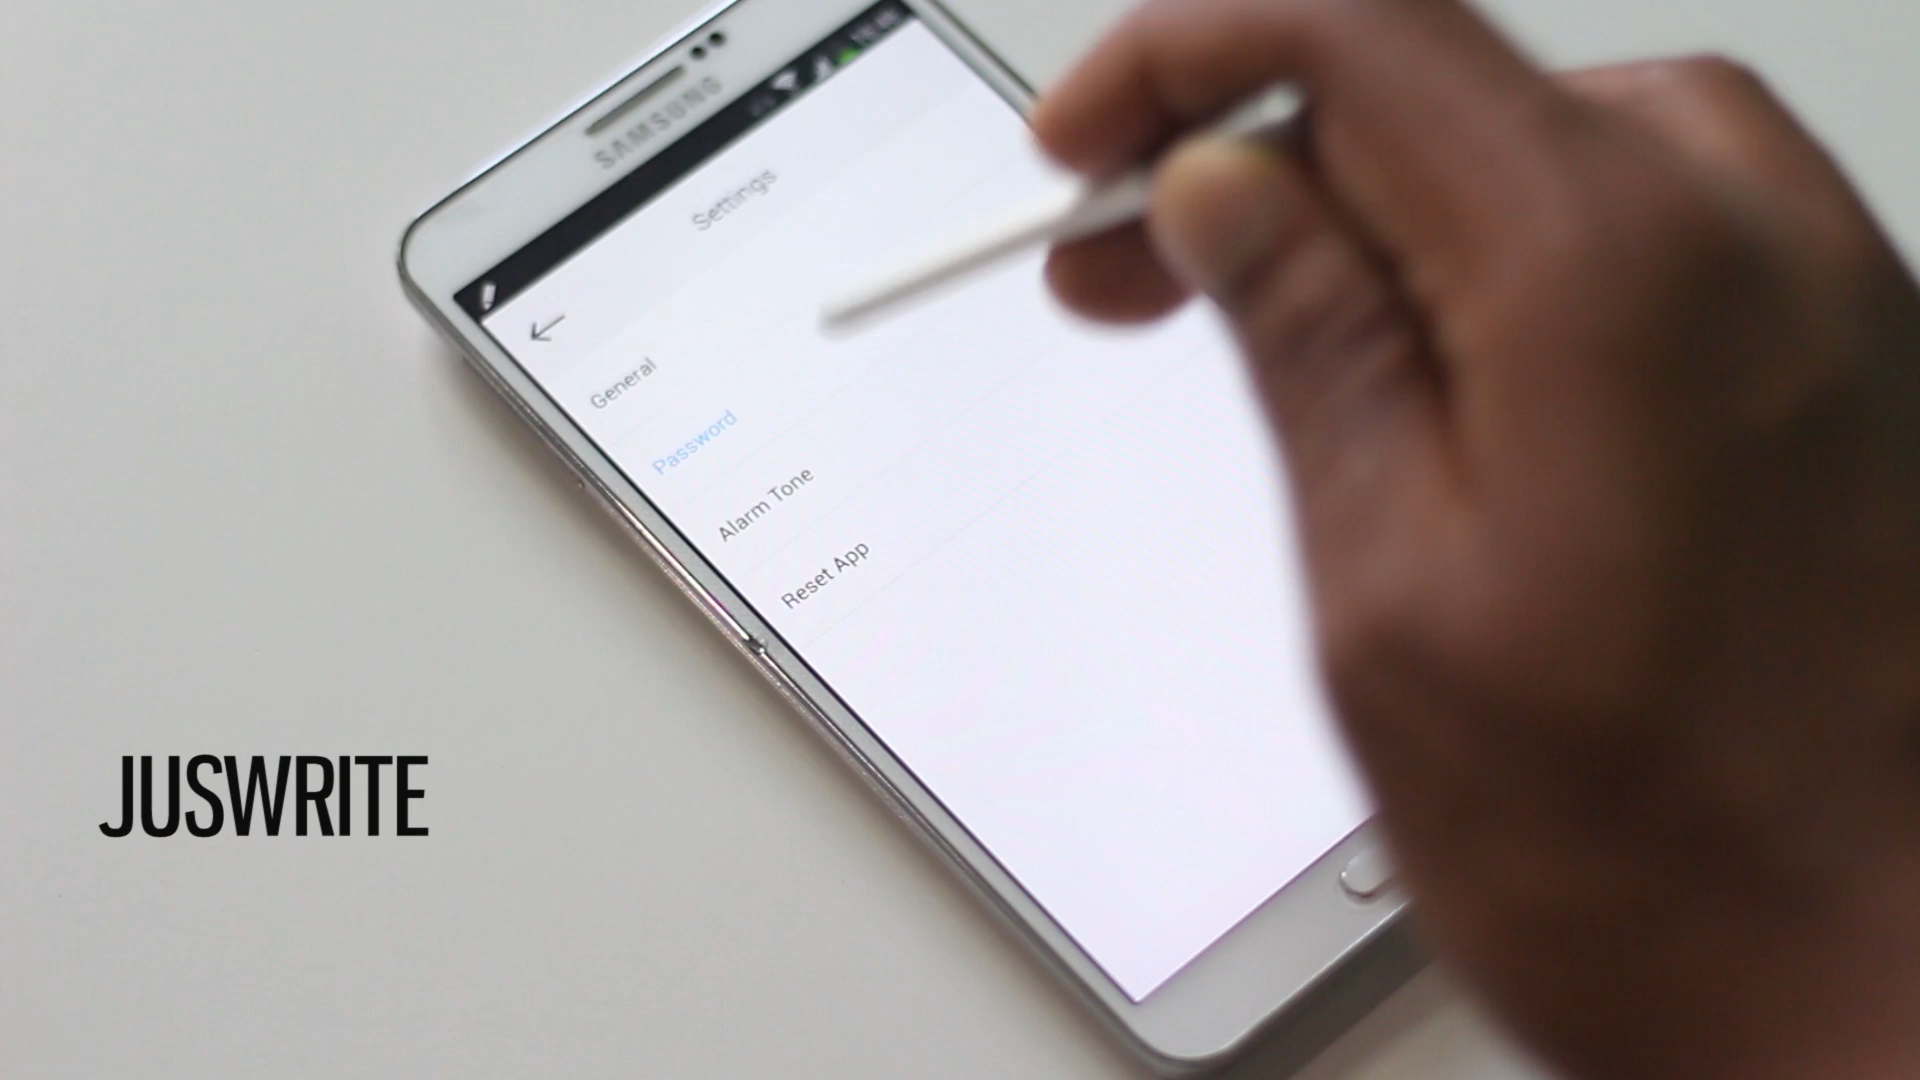 SAMSUNG
Settings
General
Password
Alarm Tone
Reset App
JUSWRITE